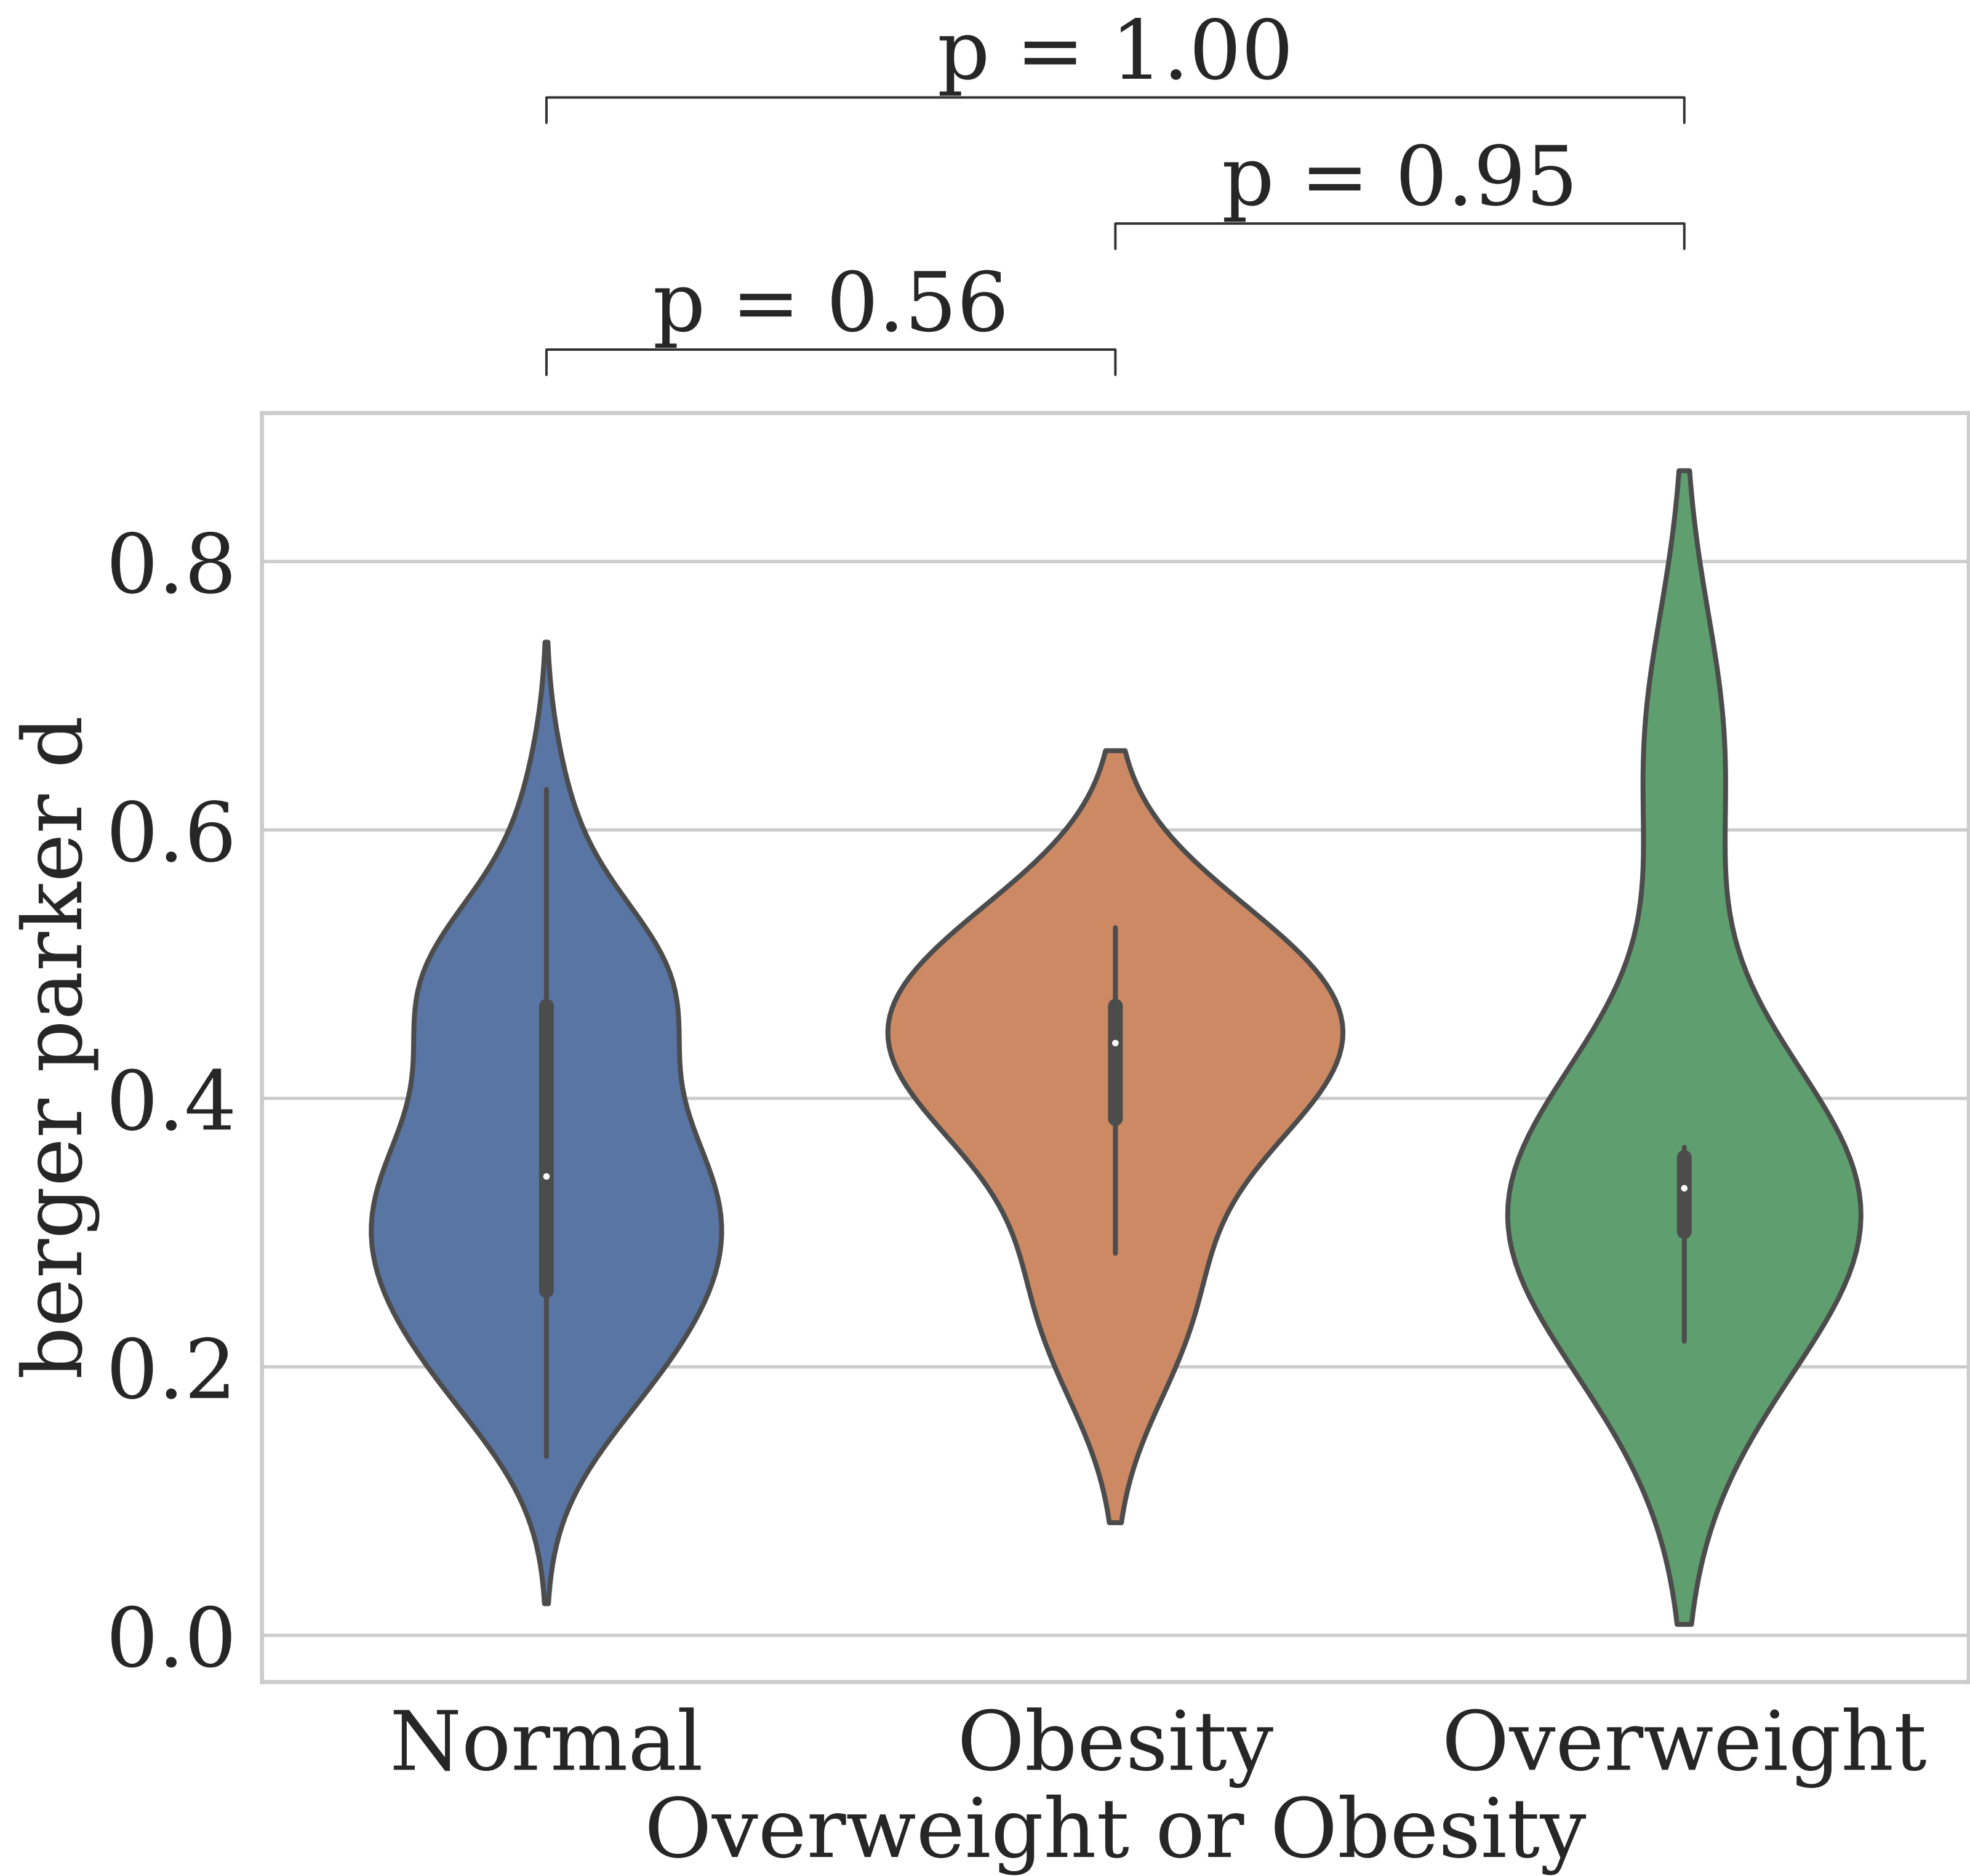 p = 1.00
p = 0.95
p = 0.56
berger parker d
0.8
0.6
0.4
0.2
0.0
Normal Obesity Overweight
Overweight or Obesity